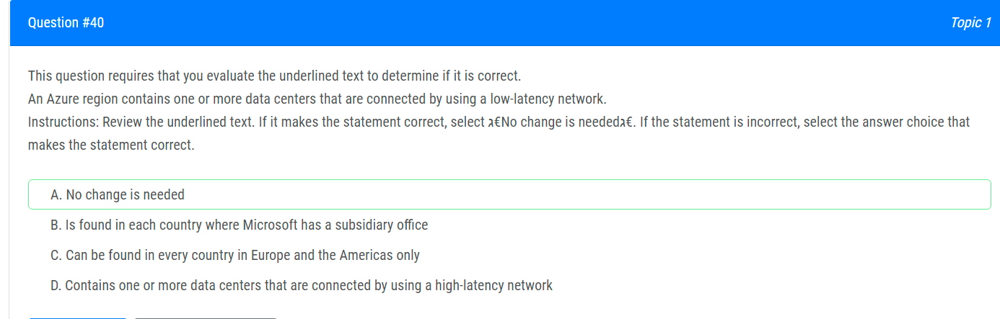 Question #40
Topic 1
This question requires that you evaluate the underlined text to determine if it is correct.
An Azure region contains one or more data centers that are connected by using a low-latency network.
Instructions: Review the underlined text. If it makes the statement correct, select ג€No change is neededג€. If the statement is incorrect, select the answer choice that
makes the statement correct.
A. No change is needed
B. Is found in each country where Microsoft has a subsidiary office
C. Can be found in every country in Europe and the Americas only
D. Contains one or more data centers that are connected by using a high-latency network